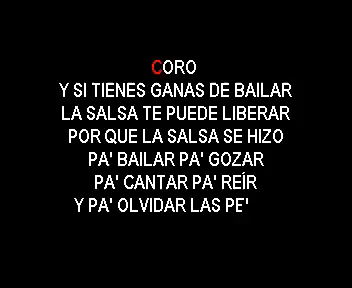 CORO
Y SI TIENES GANAS DE BAILAR
LA SALSA TE PUEDE LIBERAR
POR QUE LA SALSA SE HIZO
PA' BAILAR PA' GOZAR
PA' CANTAR PA' REÍR
Y PA' OLVIDAR LAS PE'